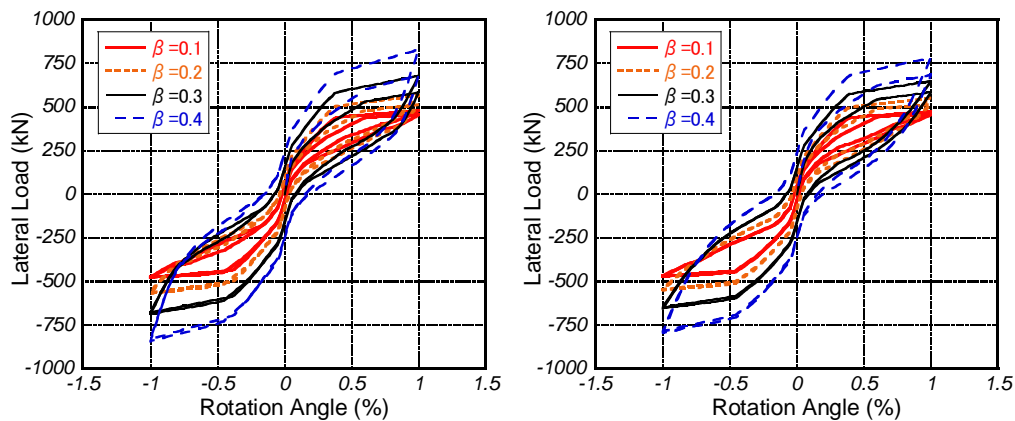 1000
750
500
250
0
-250
-500
-750
-1000
Lateral Load (kN)
β=0.1
β=0.2
β=0.3
β=0.4
-1.5 -1 -0.5 0 0.5 1 1.5
Rotation Angle (%)
1000
750
500
250
0
-250
-500
-750
-1000
Lateral Load (kN)
β=0.1
β=0.2
β=0.3
β=0.4
-1.5 -1 -0.5 0 0.5 1 1.5
Rotation Angle (%)